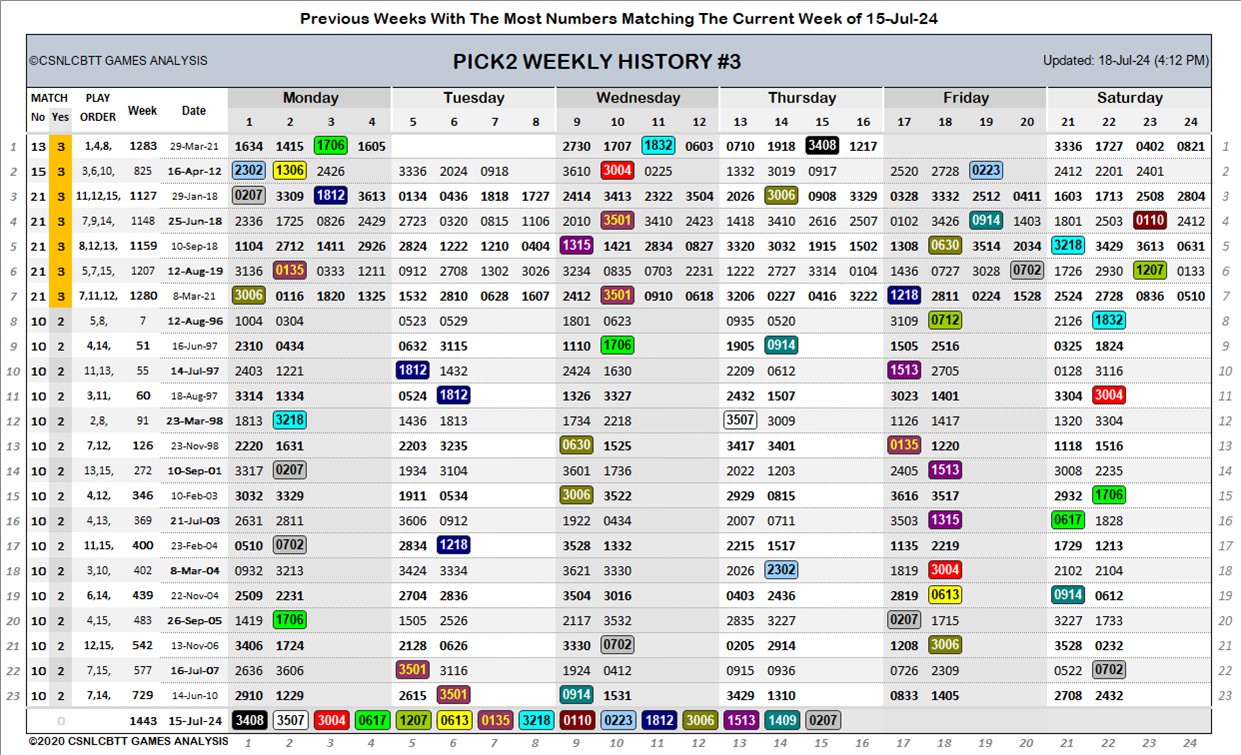 Previous Weeks With The Most Numbers Matching The Current Week of 15-Jul-24
©CSNLCBTT GAMES ANALYSIS PICK2 WEEKLY HISTORY #3 Updated: 18-Jul-24 (4:12 PM)
MATCH PLAY Week Date Monday Tuesday Wednesday Thursday Friday Saturday
No Yes ORDER 1 2 3 4 5 6 7 8 9 10 11 12 13 14 15 16 17 18 19 20 21 22 23 24
1 13 3 1,4,8, 1283 29-Mar-21 1634 1415 1706 1605 2730 1707 1832 0603 0710 1918 3408 1217 3336 1727 0402 0821 1
2 15 3 3,6,10, 825 16-Apr-12 2302 1306 2426 3336 2024 0918 3610 3004 0225 1332 3019 0917 2520 2728 0223 2412 2201 2401 2
3 21 3 11,12,15, 1127 29-Jan-18 0207 3309 1812 3613 0134 0436 1818 1727 2414 3413 2322 3504 2026 3006 0908 3329 0328 3332 2512 0411 1603 1713 2508 2804 3
4 21 3 7,9,14, 1148 25-Jun-18 2336 1725 0826 2429 2723 0320 0815 1106 2010 3501 3410 2423 1418 3410 2616 2507 0102 3426 0914 1403 1801 2503 0110 2412 4
5 21 3 8,12,13, 1159 10-Sep-18 1104 2712 1411 2926 2824 1222 1210 0404 1315 1421 2834 0827 3320 3032 1915 1502 1308 0630 3514 2034 3218 3429 3613 0631 5
6 21 3 5,7,15, 1207 12-Aug-19 3136 0135 0333 1211 0912 2708 1302 3026 3234 0835 0703 2231 1222 2727 3314 0104 1436 0727 3028 0702 1726 2930 1207 0133 6
7 21 3 7,11,12, 1280 8-Mar-21 3006 0116 1820 1325 1532 2810 0628 1607 2412 3501 0910 0618 3206 0227 0416 3222 1218 2811 0224 1528 2524 2728 0836 0510 7
8 10 2 5,8, 7 12-Aug-96 1004 0304 0523 0529 1801 0623 0935 0520 3109 0712 2126 1832 8
9 10 2 4,14, 51 16-Jun-97 2310 0434 0632 3115 1110 1706 1905 0914 1505 2516 0325 1824 9
10 10 2 11,13, 55 14-Jul-97 2403 1221 1812 1432 2424 1630 2209 0612 1513 2705 0128 3116 10
11 10 2 3,11, 60 18-Aug-97 3314 1334 0524 1812 1326 3327 2432 1507 3023 1401 3304 3004 11
12 10 2 2,8, 91 23-Mar-98 1813 3218 1436 1813 1734 2218 3507 3009 1126 1417 1320 3304 12
13 10 2 7,12, 126 23-Nov-98 2220 1631 2203 3235 0630 1525 3417 3401 0135 1220 1118 1516 13
14 10 2 13,15, 272 10-Sep-01 3317 0207 1934 3104 3601 1736 2022 1203 2405 1513 3008 2235 14
15 10 2 4,12, 346 10-Feb-03 3032 3329 1911 0534 3006 3522 2929 0815 3616 3517 2932 1706 15
16 10 2 4,13, 369 21-Jul-03 2631 2811 3606 0912 1922 0434 2007 0711 3503 1315 0617 1828 16
17 10 2 11,15, 400 23-Feb-04 0510 0702 2834 1218 3528 1332 2215 1517 1135 2219 1729 1213 17
18 10 2 3,10, 402 8-Mar-04 0932 3213 3424 3334 3621 3330 2026 2302 1819 3004 2102 2104 18
19 10 2 6,14, 439 22-Nov-04 2509 2231 2704 2836 3504 3016 0403 2436 2819 0613 0914 0612 19
20 10 2 4,15, 483 26-Sep-05 1419 1706 1505 2526 2117 3532 2835 3227 0207 1715 3227 1733 20
21 10 2 12,15, 542 13-Nov-06 3406 1724 2128 0626 3330 0702 0205 2914 1208 3006 3528 0232 21
22 10 2 7,15, 577 16-Jul-07 2636 3606 3501 3116 1924 0412 0915 0936 0726 2309 0522 0702 22
23 10 2 7,14, 729 14-Jun-10 2910 1229 2615 3501 0914 1531 3429 1310 0833 1405 2708 2432 23
0 1443 15-Jul-24 3408 3507 3004 0617 1207 0613 0135 3218 0110 0223 1812 3006 1513 1409 0207
©2020 CSNLCBTT GAMES ANALYSIS 1 2 3 4 5 6 7 8 9 10 11 12 13 14 15 16 17 18 19 20 21 22 23 24